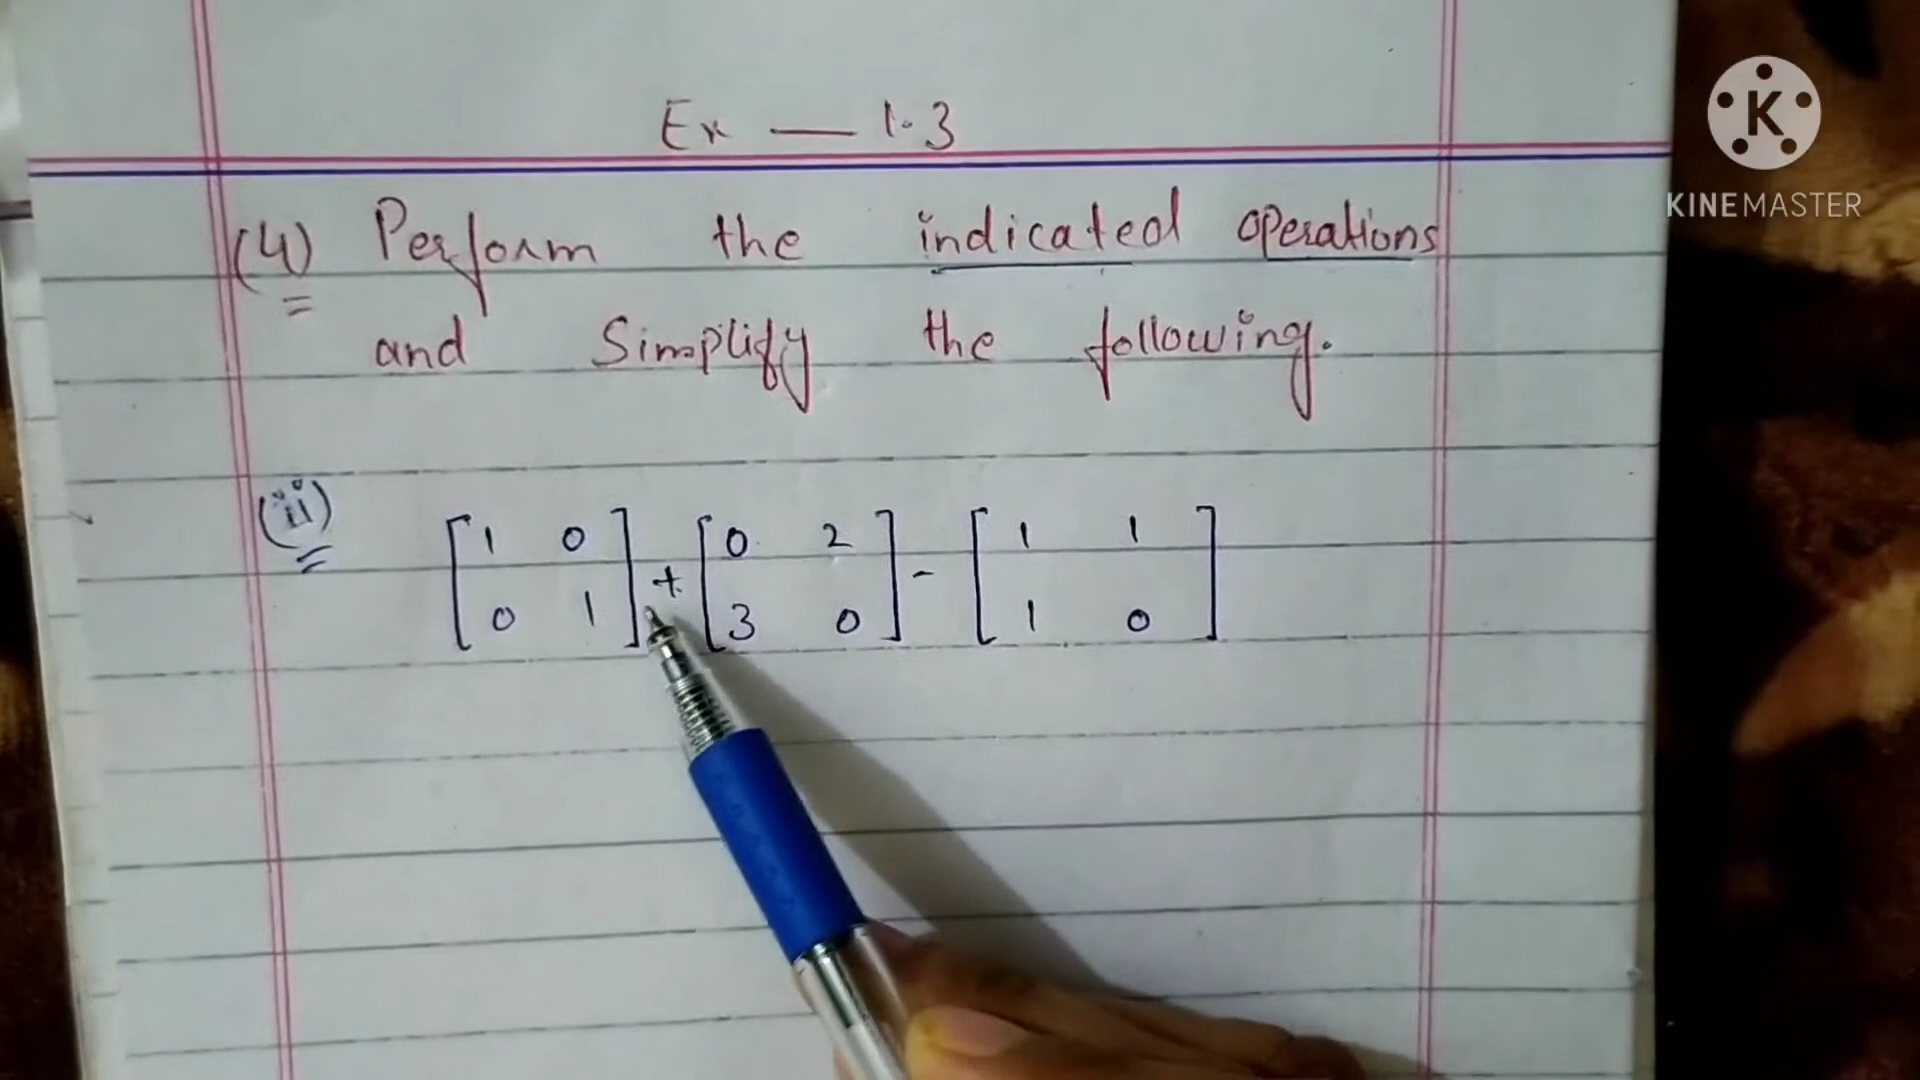 Ex — 1.3
K
KINEMASTER
(4) Perform the indicated operations
and Simplify the following.
(ii) [1 0] + [0 2] - [1 1]
[0 1] [3 0] [1 0]